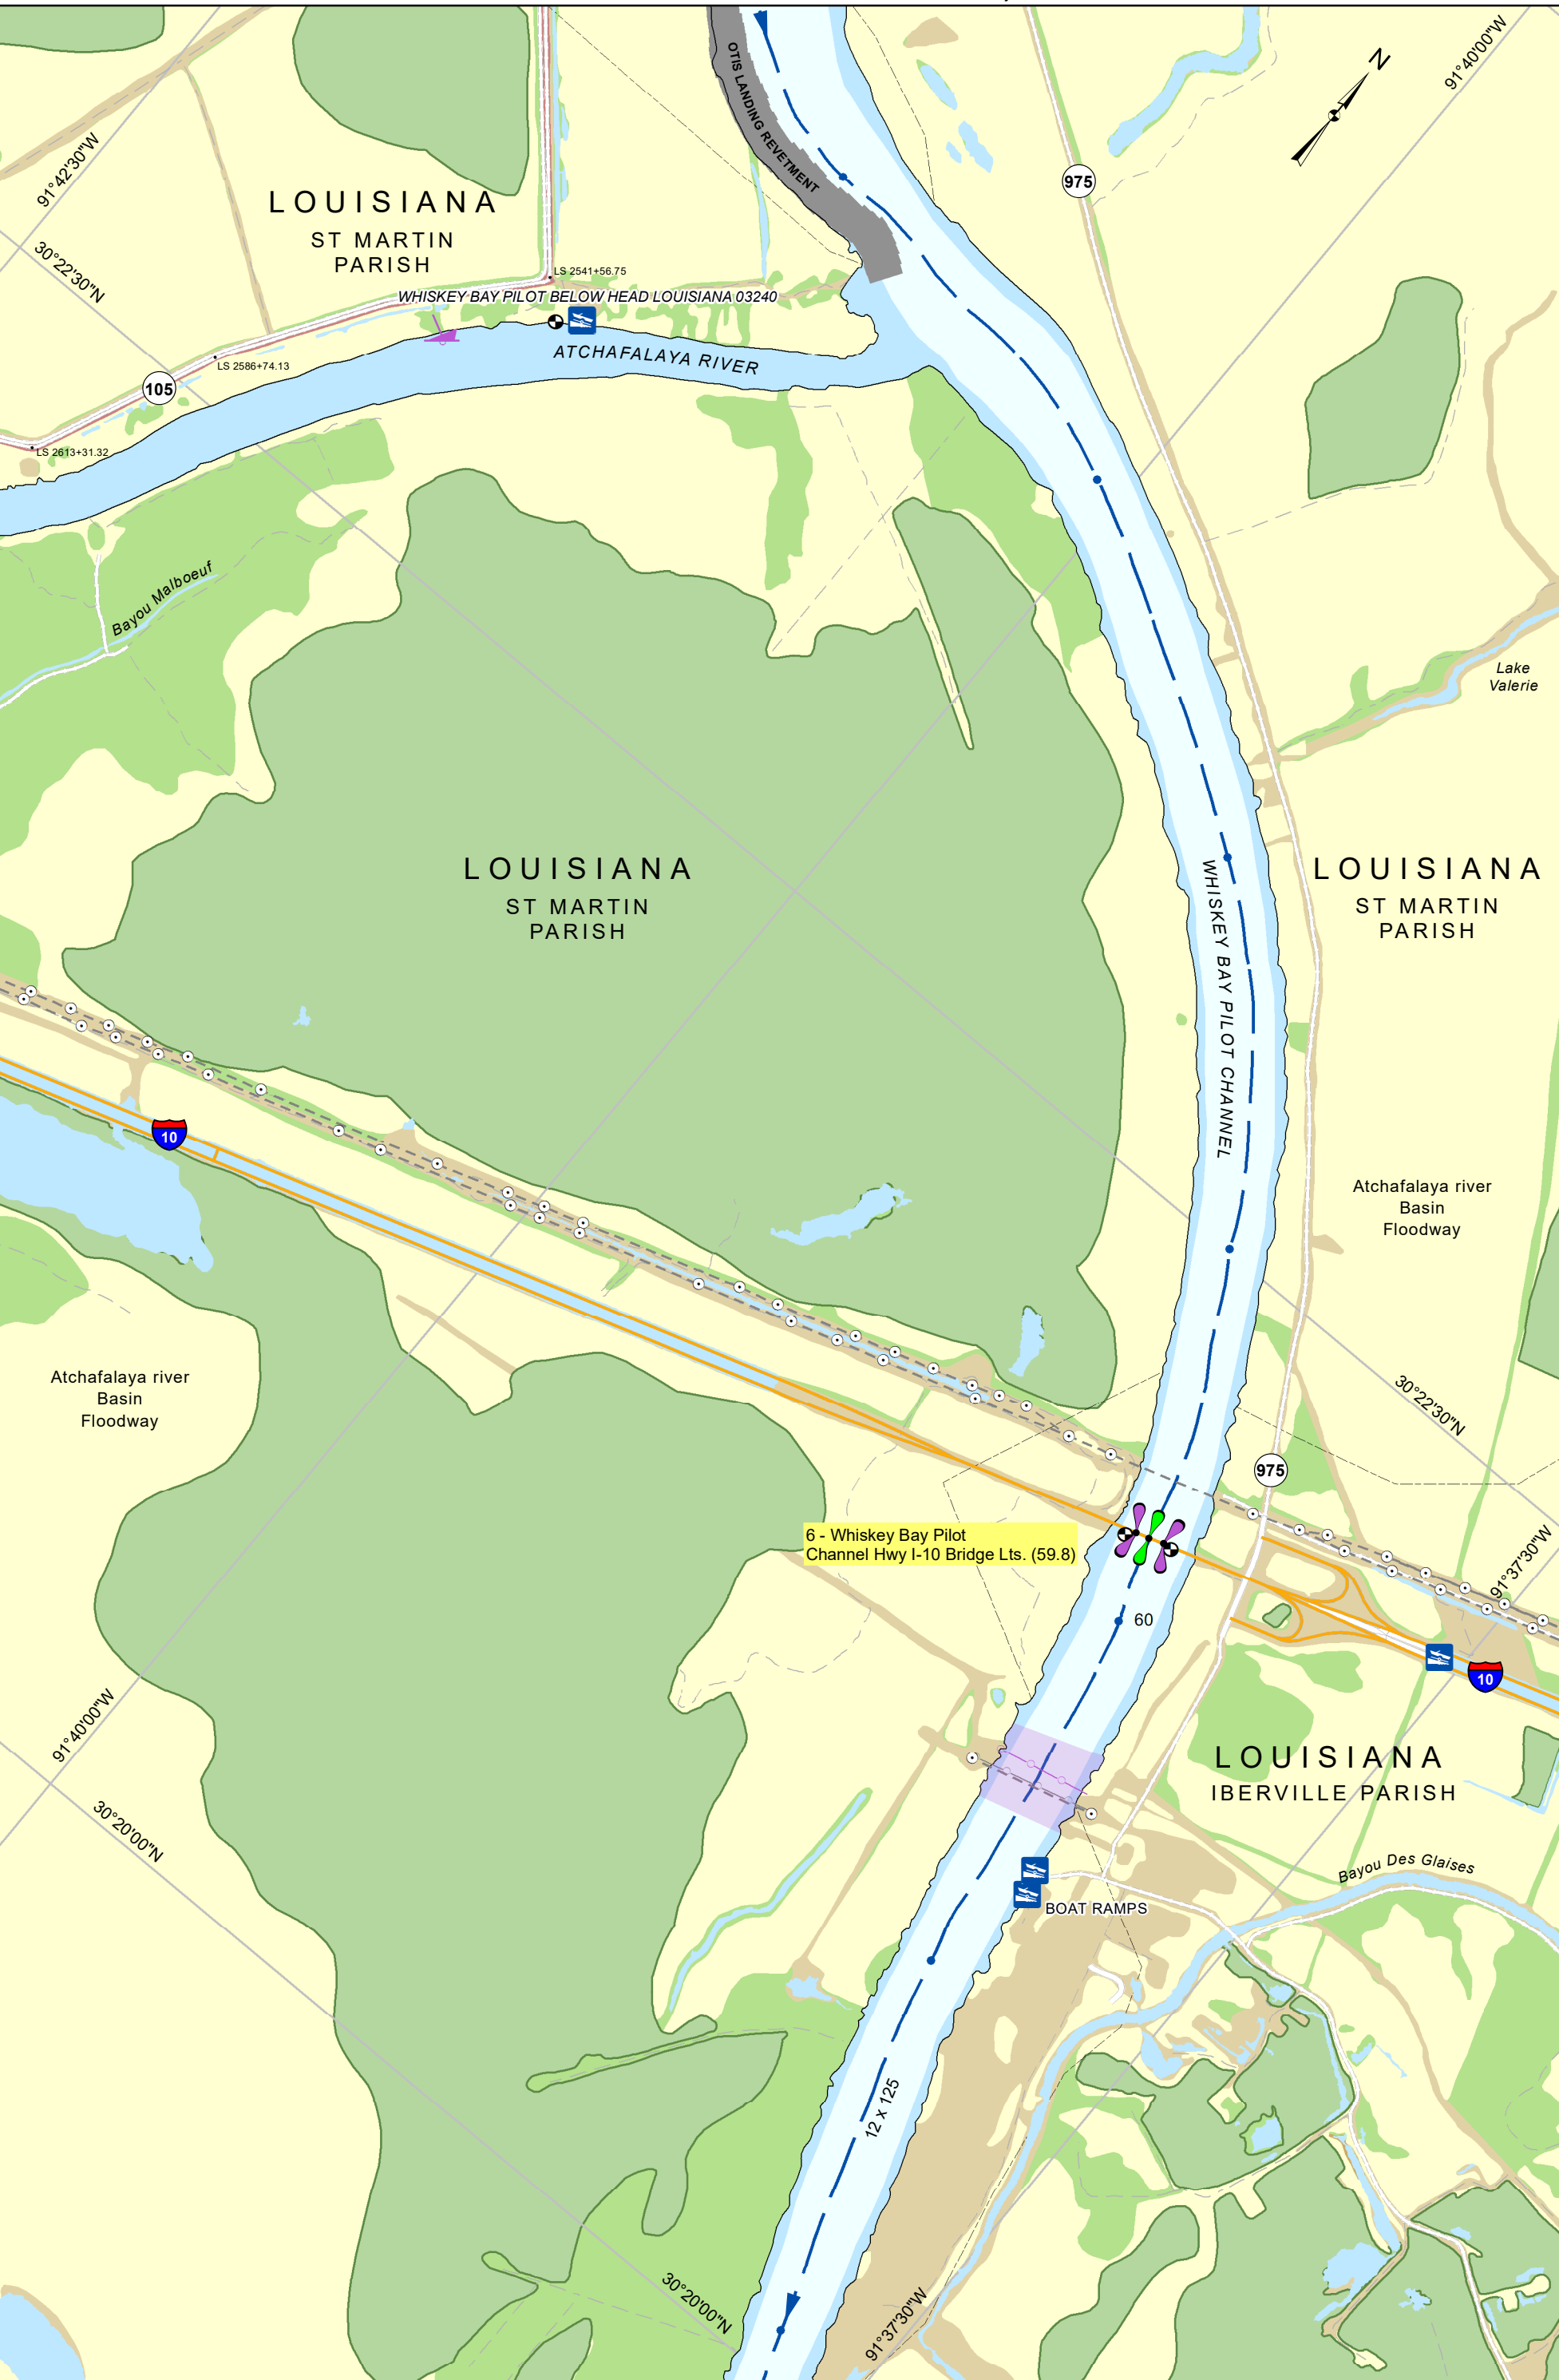 OTIS LANDING REVETMENT
N
91°40'00"W
91°42'30"W
975
LOUISIANA
ST MARTIN
PARISH
30°22'30"N
LS 2541+56.75
WHISKEY BAY PILOT BELOW HEAD LOUISIANA 03240
ATCHAFALAYA RIVER
LS 2586+74.13
105
LS 2613+31.32
Bayou Malboeuf
Lake
Valerie
LOUISIANA
ST MARTIN
PARISH
LOUISIANA
ST MARTIN
PARISH
WHISKEY BAY PILOT CHANNEL
10
Atchafalaya river
Basin
Floodway
Atchafalaya river
Basin
Floodway
30°22'30"N
975
6 - Whiskey Bay Pilot
Channel Hwy I-10 Bridge Lts. (59.8)
91°37'30"W
60
10
91°40'00"W
LOUISIANA
IBERVILLE PARISH
30°20'00"N
Bayou Des Glaises
BOAT RAMPS
12 x 125
30°20'00"N
91°37'30"W